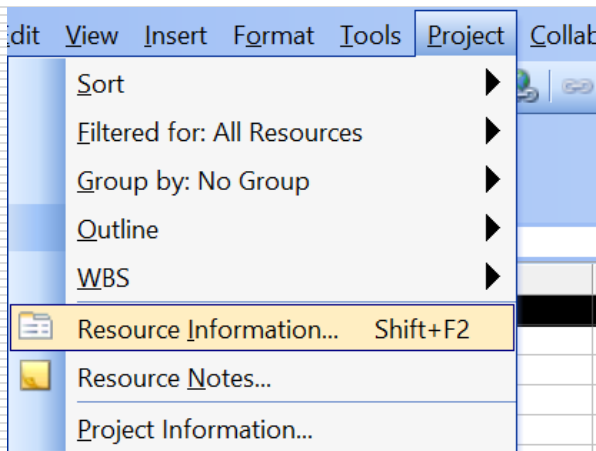 dit View Insert Format Tools Project Collab
Sort
Filtered for: All Resources
Group by: No Group
Outline
WBS
Resource Information... Shift+F2
Resource Notes...
Project Information...